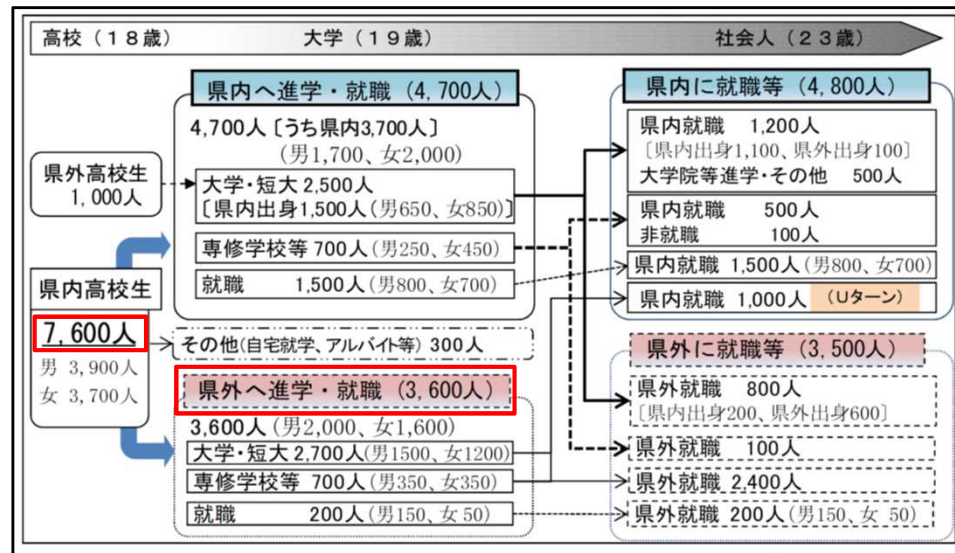 高校（１８歳）　大学（１９歳）　社会人（２３歳）
県内へ進学・就職（4,700人）
4,700人〔うち県内3,700人〕
（男1,700、女2,000）
県外高校生
1,000人
大学・短大 2,500人
〔県内出身1,500人（男650、女850）〕
専修学校等 700人（男250、女450）
就職　1,500人（男800、女700）
県内高校生
7,600人
男 3,900人
女 3,700人
その他（自宅就学、アルバイト等）300人
県外へ進学・就職（3,600人）
3,600人（男2,000、女1,600）
大学・短大 2,700人（男1500、女1200）
専修学校等 700人（男350、女350）
就職　200人（男150、女 50）
県内に就職等（4,800人）
県内就職　1,200人
〔県内出身1,100、県外出身100〕
大学院等進学・その他　500人
県内就職　500人
非就職　100人
県内就職 1,500人（男800、女700）
県内就職 1,000人　（Uターン）
県外に就職等（3,500人）
県外就職　800人
〔県内出身200、県外出身600〕
県外就職　100人
県外就職 2,400人
県外就職 200人（男150、女 50）